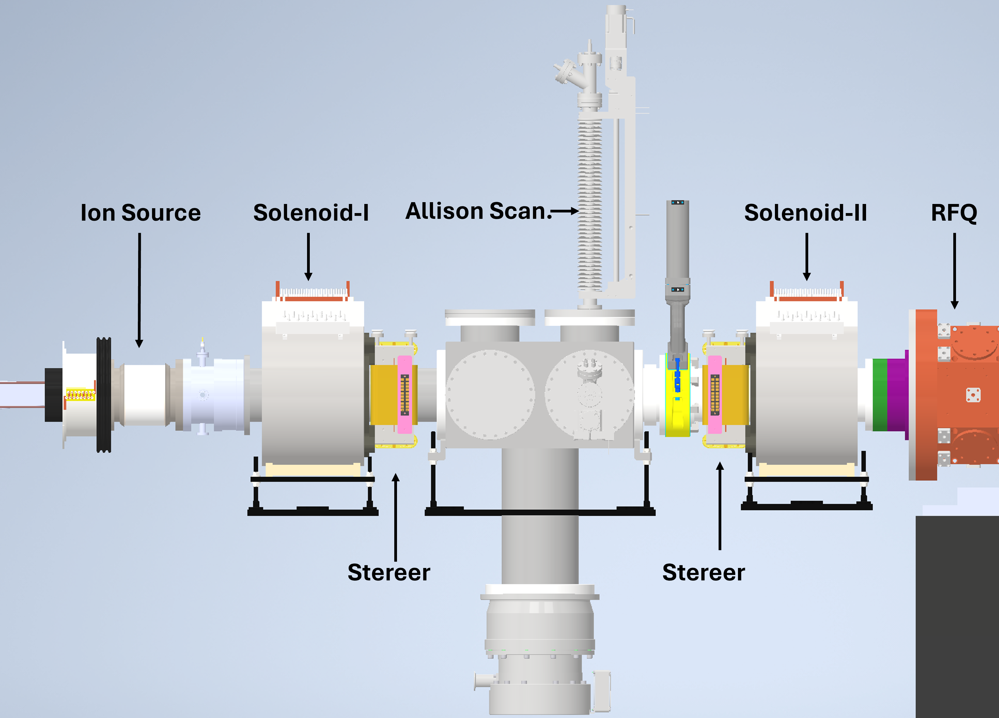 Ion Source
Solenoid-I
Allison Scan.
Solenoid-II
RFQ
Stereer
Stereer